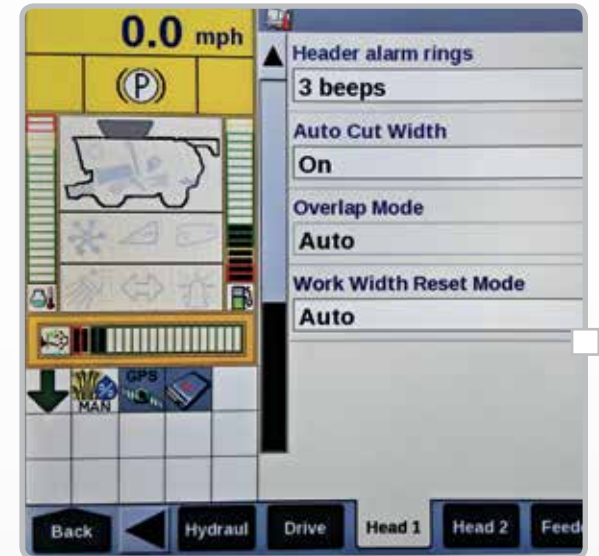 0.0 mph
(P)
Header alarm rings
3 beeps
Auto Cut Width
On
Overlap Mode
Auto
Work Width Reset Mode
Auto
GPS
MAN
Back
Hydraul
Drive
Head 1
Head 2
Feed